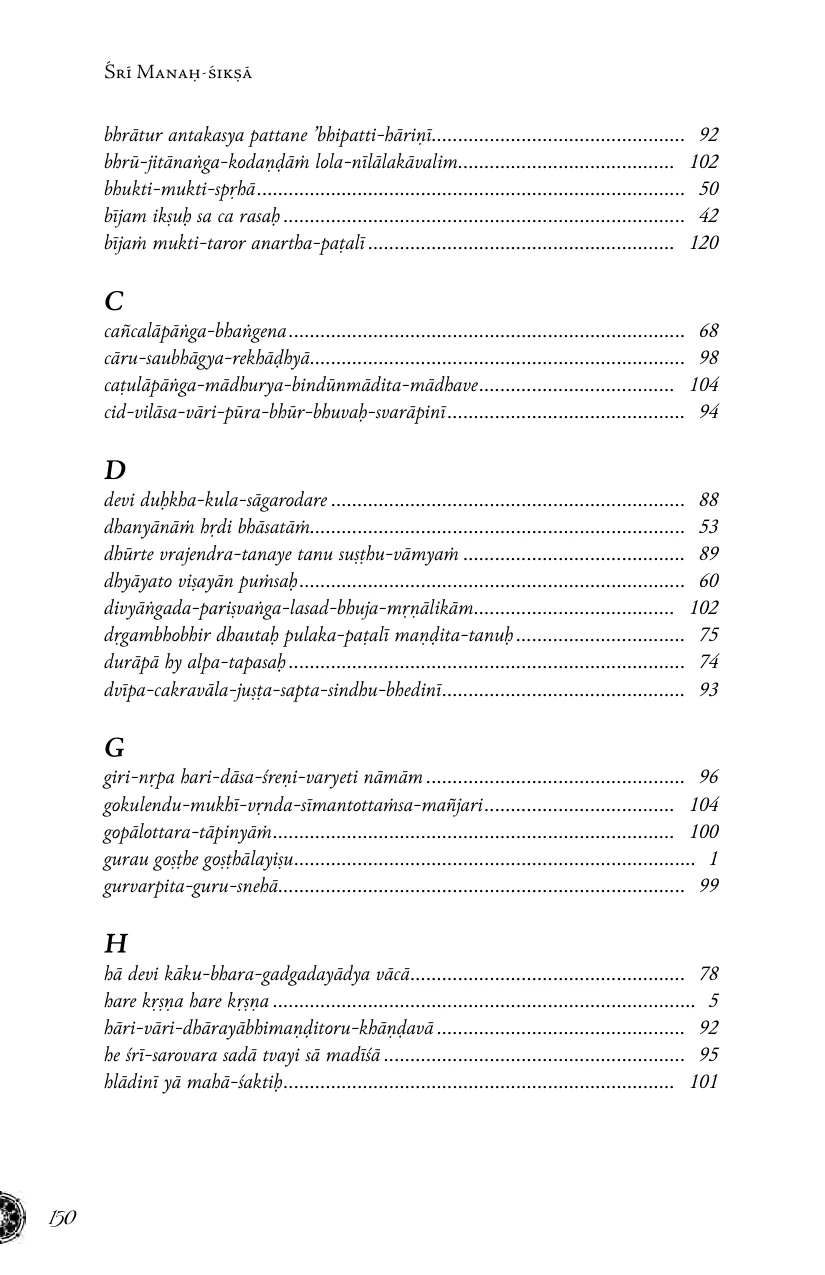 Śrī Manaḥ-śikṣā
bhrātur antakasya pattane ’bhipatti-hāriṇī................................................ 92
bhrū-jitānaṅga-kodaṇḍāṁ lola-nīlālakāvalim......................................... 102
bhukti-mukti-spṛhā................................................................................. 50
bījam ikṣuḥ sa ca rasaḥ............................................................................ 42
bījaṁ mukti-taror anartha-paṭalī.......................................................... 120
C
cañcalāpāṅga-bhaṅgena........................................................................... 68
cāru-saubhāgya-rekhāḍhyā....................................................................... 98
caṭulāpāṅga-mādhurya-bindūnmādita-mādhave..................................... 104
cid-vilāsa-vāri-pūra-bhūr-bhuvaḥ-svarāpinī............................................. 94
D
devi duḥkha-kula-sāgarodare................................................................... 88
dhanyānāṁ hṛdi bhāsatāṁ....................................................................... 53
dhūrte vrajendra-tanaye tanu suṣṭhu-vāmyaṁ.......................................... 89
dhyāyato viṣayān puṁsaḥ......................................................................... 60
divyāṅgada-pariṣvaṅga-lasad-bhuja-mṛṇālikām...................................... 102
dṛgambhobhir dhautaḥ pulaka-paṭalī maṇḍita-tanuḥ................................ 75
durāpā hy alpa-tapasaḥ........................................................................... 74
dvīpa-cakravāla-juṣṭa-sapta-sindhu-bhedinī.............................................. 93
G
giri-nṛpa hari-dāsa-śreṇi-varyeti nāmām................................................. 96
gokulendu-mukhī-vṛnda-sīmantottaṁsa-mañjari.................................... 104
gopālottara-tāpinyāṁ............................................................................ 100
gurau goṣṭhe goṣṭhālayiṣu............................................................................ 1
gurvarpita-guru-snehā............................................................................. 99
H
hā devi kāku-bhara-gadgadayādya vācā.................................................... 78
hare kṛṣṇa hare kṛṣṇa................................................................................ 5
hāri-vāri-dhārayābhimaṇḍitoru-khāṇḍavā............................................... 92
he śrī-sarovara sadā tvayi sā madīśā......................................................... 95
hlādinī yā mahā-śaktiḥ.......................................................................... 101
150